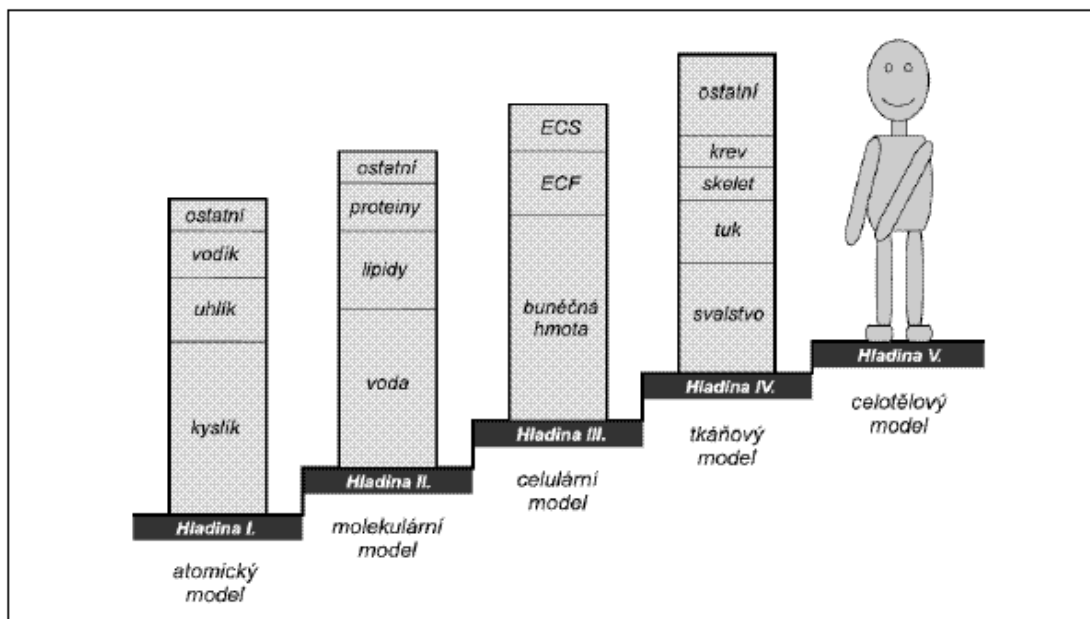 ostatní
vodík
uhlík
kyslík
Hladina I.
atomický
model
ostatní
proteiny
lipidy
voda
Hladina II.
molekulární
model
ECS
ECF
buněčná
hmota
Hladina III.
celulární
model
ostatní
krev
skelet
tuk
svalstvo
Hladina IV.
tkáňový
model
Hladina V.
celotělový
model